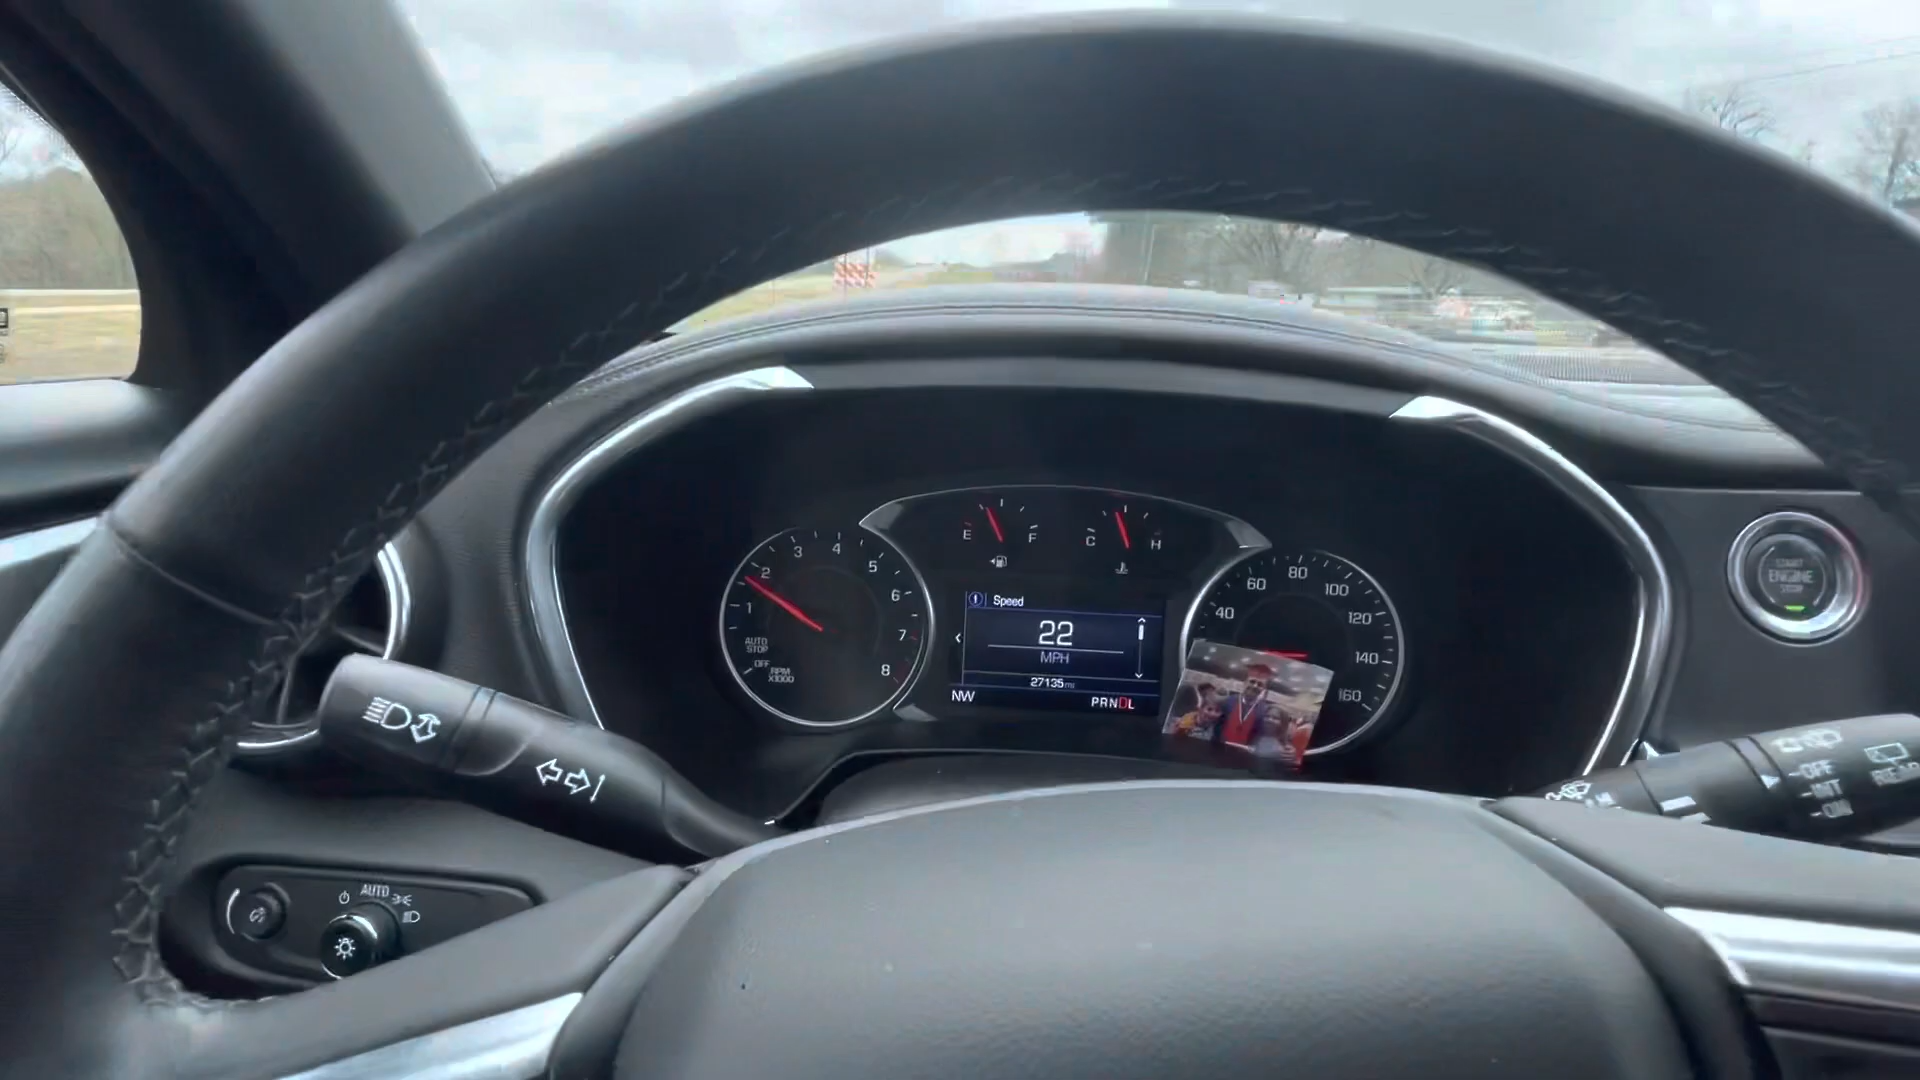 E F
C H
1 2 3 4 5 6 7 8
AUTO
STOP
OFF
RPM
X1000
Speed
22
MPH
27135 mi
NW PRNDL
40 60 80 100 120 140 160
START
ENGINE
STOP
AUTO
OFF
INT
REAR